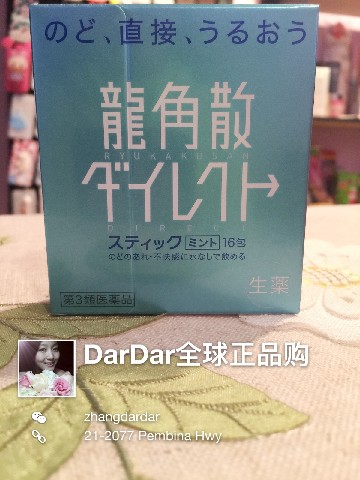 のど、直接、うるおう
龍角散
RYUKAKUSAN
ダイレクト
DIRECT
スティック ミント 16包
のどのあれ・不快感に水なしで飲める
生薬
第3類医薬品
DarDar全球正品购
zhangdardar
21-2077 Pembina Hwy